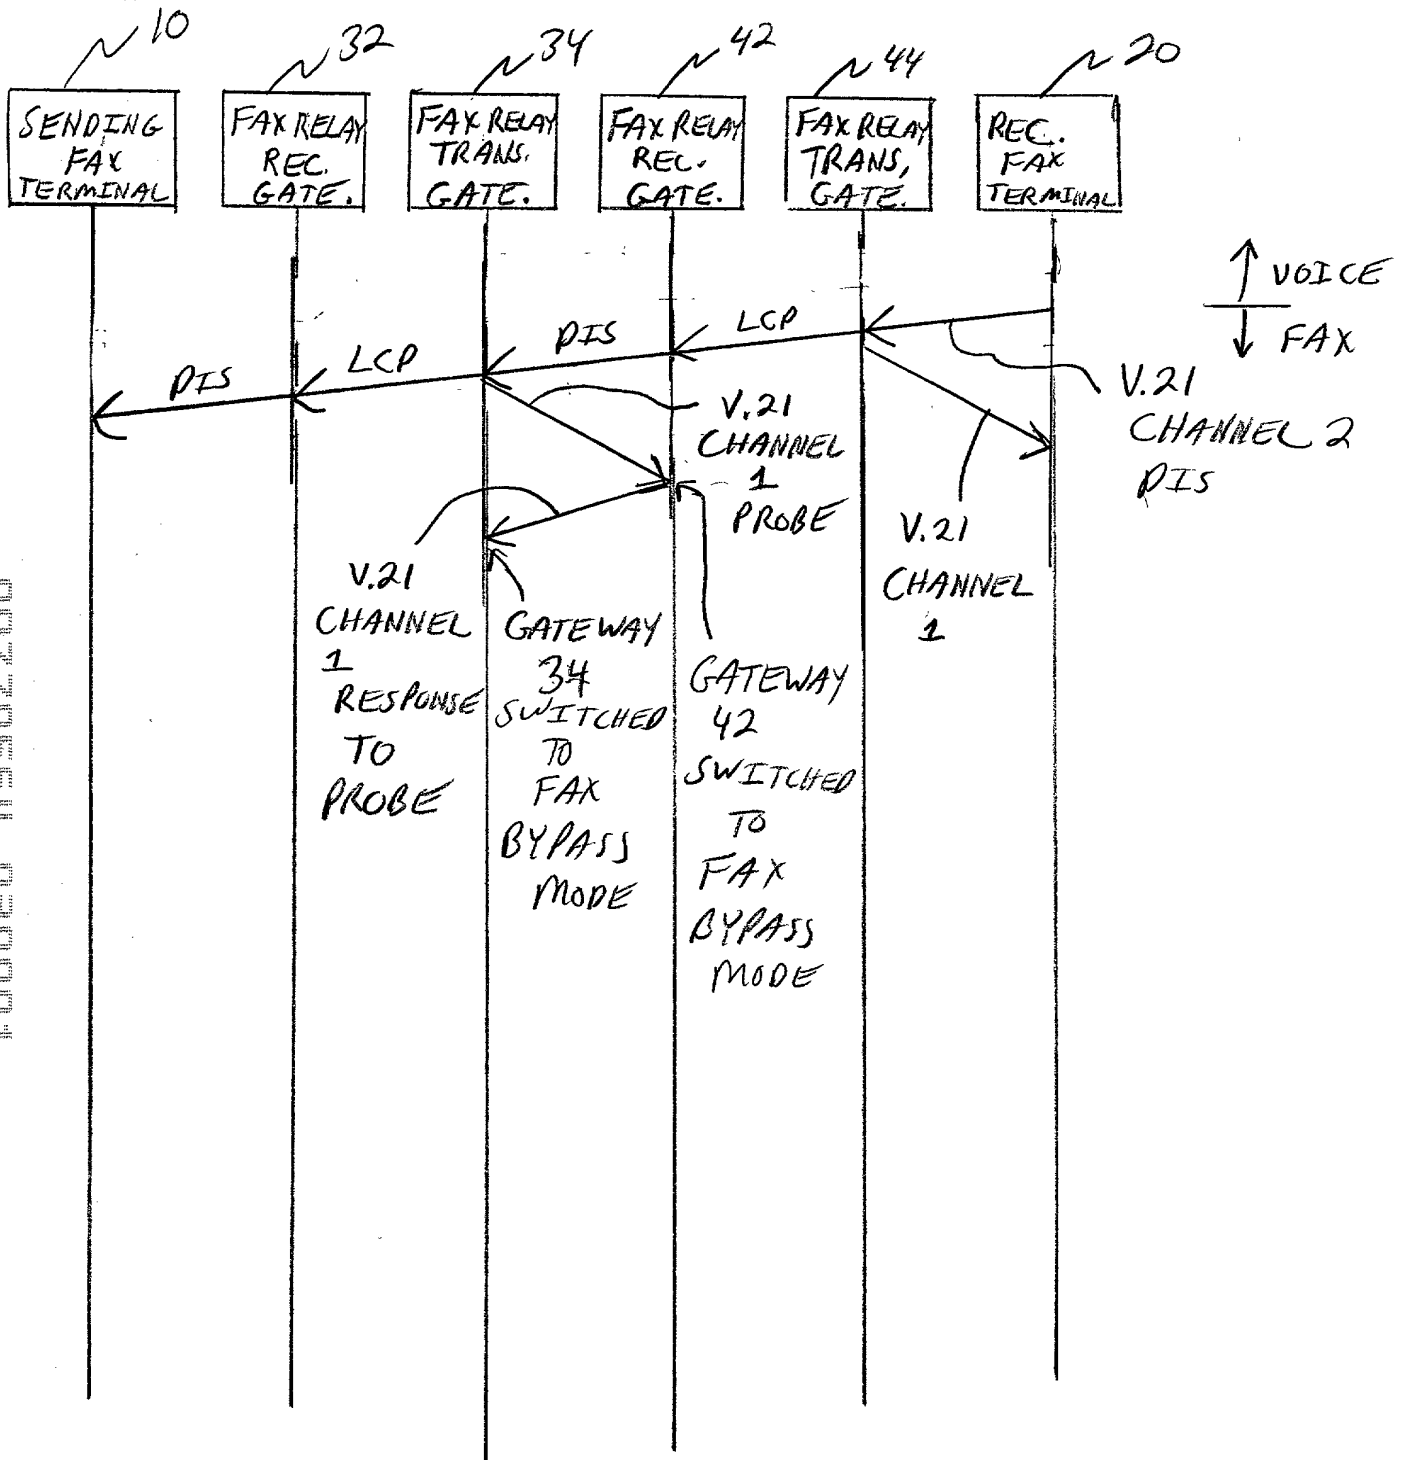 10
32
34
42
44
20
SENDING
FAX
TERMINAL
FAX RELAY
REC.
GATE.
FAX RELAY
TRANS.
GATE.
FAX RELAY
REC.
GATE.
FAX RELAY
TRANS,
GATE.
REC.
FAX
TERMINAL
VOICE
FAX
DIS
LCP
DIS
LCP
V.21
CHANNEL 2
DIS
V.21
CHANNEL
1
PROBE
V.21
CHANNEL
1
V.21
CHANNEL
1
RESPONSE
TO
PROBE
GATEWAY
34
SWITCHED
TO
FAX
BYPASS
MODE
GATEWAY
42
SWITCHED
TO
FAX
BYPASS
MODE